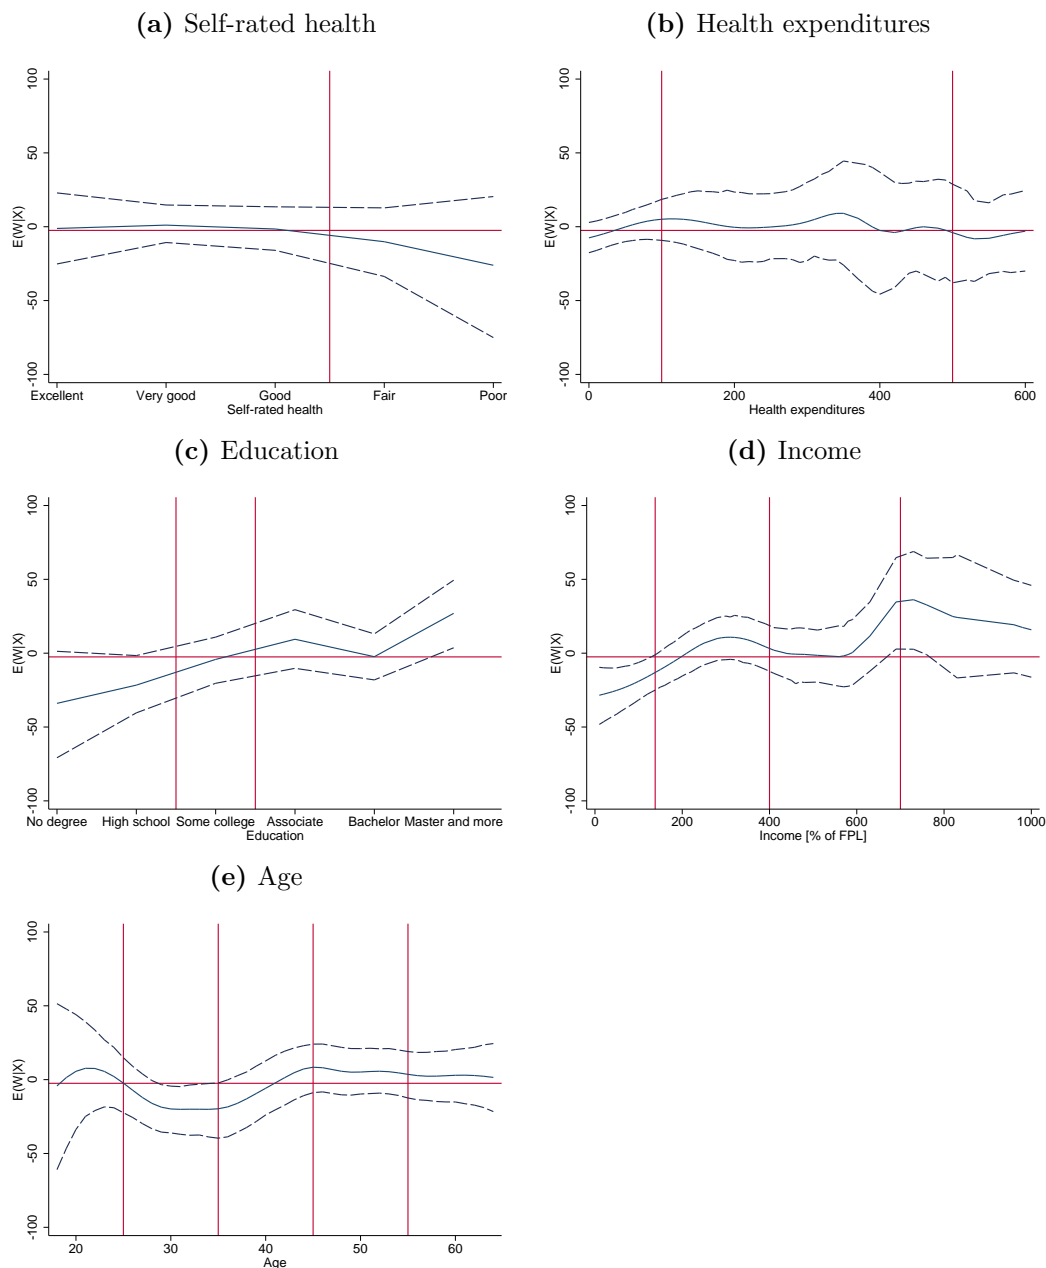 (a) Self-rated health
E(W|X)
100
50
0
-50
-100
Excellent Very good Good Fair Poor
Self-rated health
(b) Health expenditures
E(W|X)
100
50
0
-50
-100
0 200 400 600
Health expenditures
(c) Education
E(W|X)
100
50
0
-50
-100
No degree High school Some college Associate Bachelor Master and more
Education
(d) Income
E(W|X)
100
50
0
-50
-100
0 200 400 600 800 1000
Income [% of FPL]
(e) Age
E(W|X)
100
50
0
-50
-100
20 30 40 50 60
Age